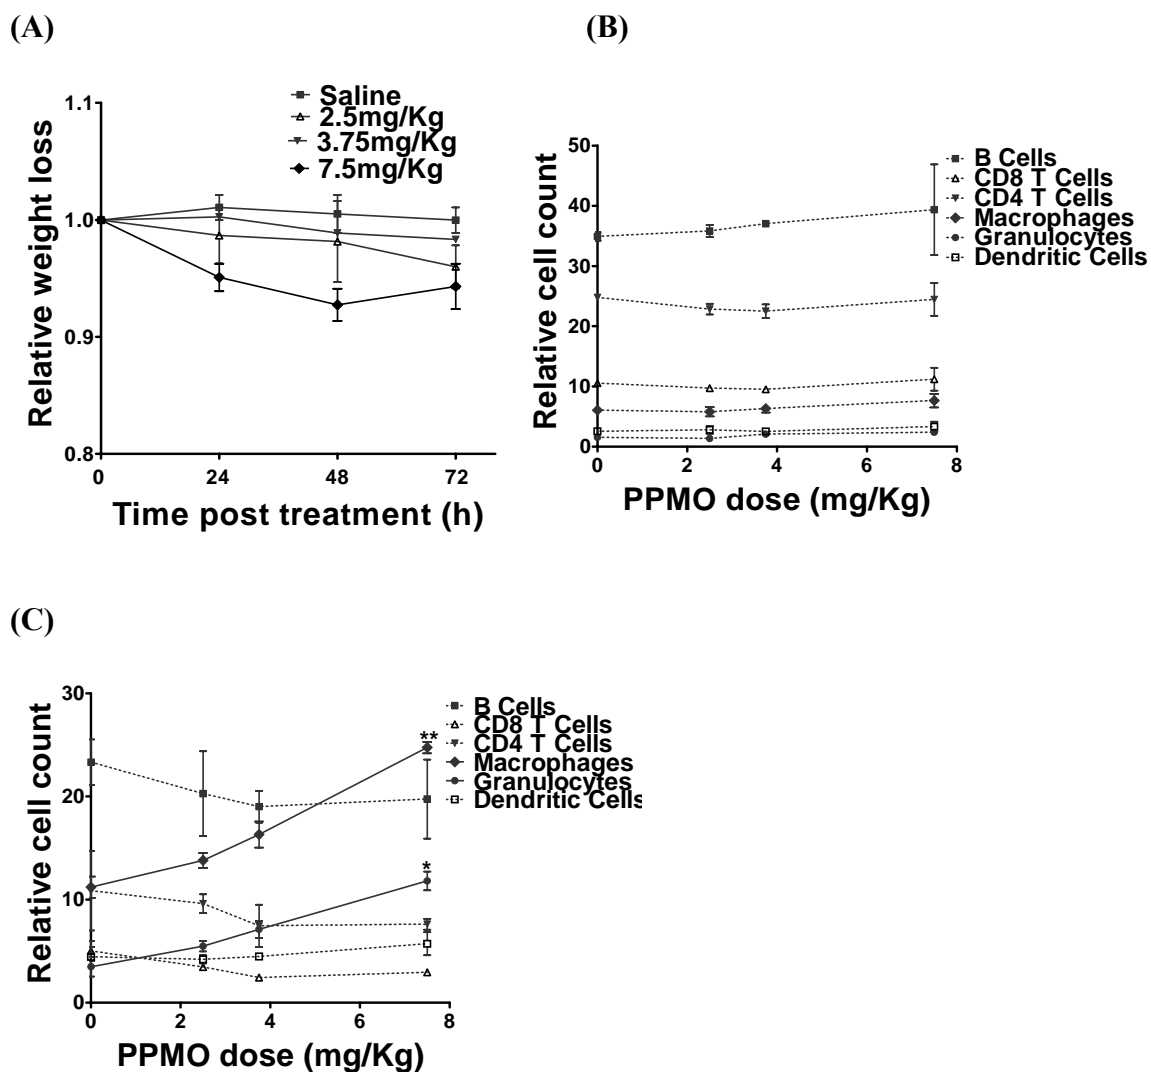 (A)
(B)
Saline
2.5mg/Kg
3.75mg/Kg
7.5mg/Kg
1.1
1.0
0.9
0.8
Relative weight loss
0
24
48
72
Time post treatment (h)
B Cells
CD8 T Cells
CD4 T Cells
Macrophages
Granulocytes
Dendritic Cells
50
40
30
20
10
0
Relative cell count
0
2
4
6
8
PPMO dose (mg/Kg)
(C)
B Cells
CD8 T Cells
CD4 T Cells
Macrophages
Granulocytes
Dendritic Cells
30
20
10
0
Relative cell count
**
*
0
2
4
6
8
PPMO dose (mg/Kg)